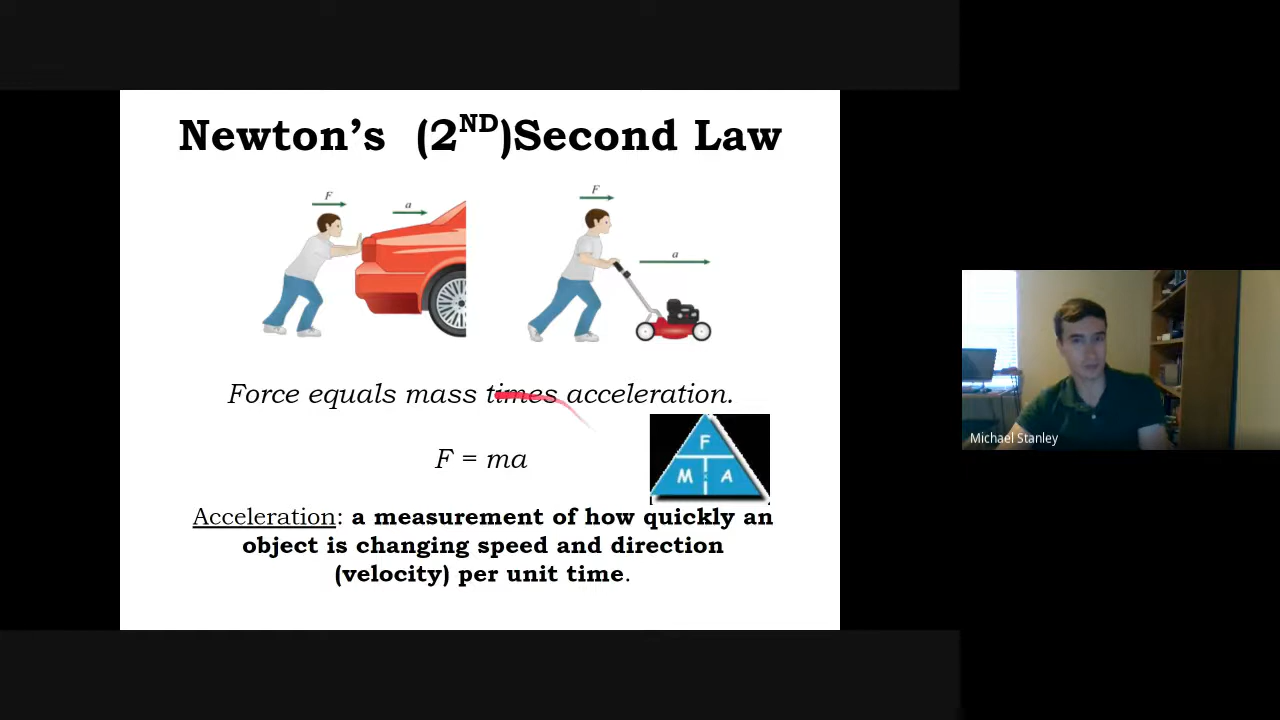 Newton’s (2ND)Second Law
F
a
F
a
Force equals mass times acceleration.
F = ma
F
M x A
Acceleration: a measurement of how quickly an
object is changing speed and direction
(velocity) per unit time.
Michael Stanley